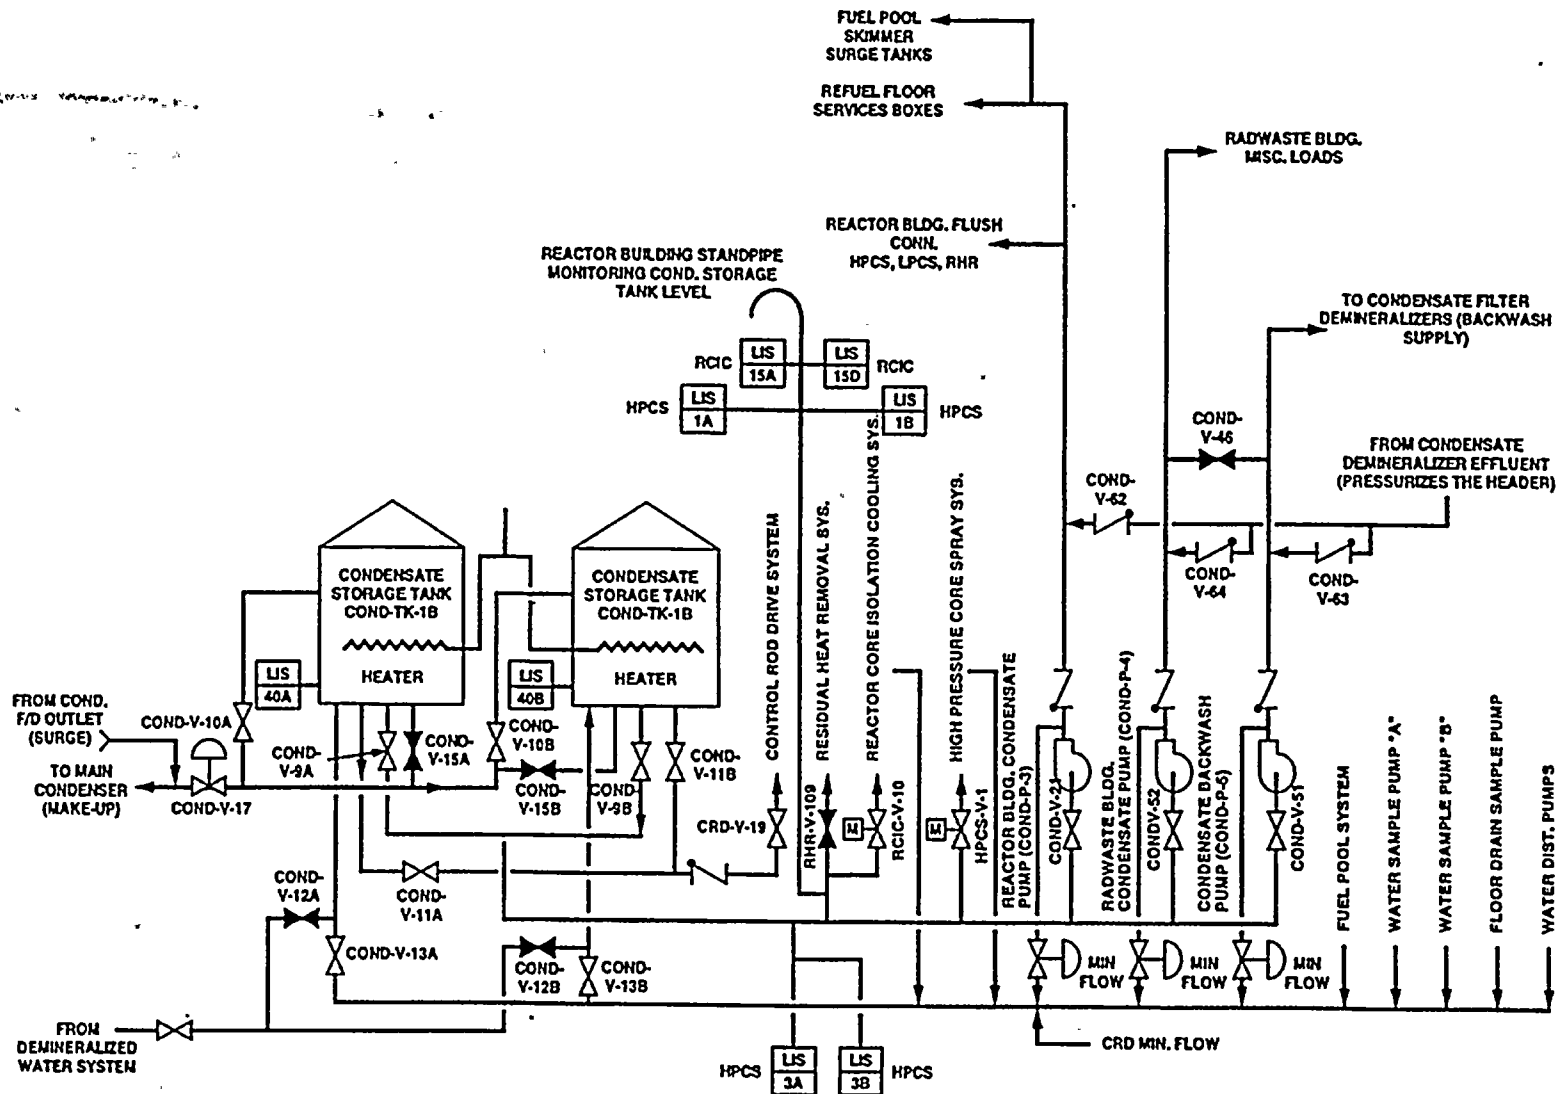 FUEL POOL
SKIMMER
SURGE TANKS
REFUEL FLOOR
SERVICES BOXES
RADWASTE BLDG.
MISC. LOADS
REACTOR BLDG. FLUSH
CONN.
HPCS, LPCS, RHR
REACTOR BUILDING STANDPIPE
MONITORING COND. STORAGE
TANK LEVEL
TO CONDENSATE FILTER
DEMINERALIZERS (BACKWASH
SUPPLY)
RCIC
LIS
15A
LIS
15D
RCIC
HPCS
LIS
1A
LIS
1B
HPCS
COND-
V-46
FROM CONDENSATE
DEMINERALIZER EFFLUENT
(PRESSURIZES THE HEADER)
COND-
V-62
COND-
V-64
COND-
V-63
CONDENSATE
STORAGE TANK
COND-TK-1B
HEATER
CONDENSATE
STORAGE TANK
COND-TK-1B
HEATER
LIS
40A
LIS
40B
FROM COND.
F/D OUTLET
(SURGE)
COND-V-10A
TO MAIN
CONDENSER
(MAKE-UP)
COND-V-17
COND-
V-9A
COND-
V-15A
COND-
V-10B
COND-
V-15B
COND-
V-9B
COND-
V-11B
CRD-V-19
CONTROL ROD DRIVE SYSTEM
RESIDUAL HEAT REMOVAL SYS.
RHR-V-109
REACTOR CORE ISOLATION COOLING SYS.
M
RCIC-V-10
HIGH PRESSURE CORE SPRAY SYS.
M
HPCS-V-1
REACTOR BLDG. CONDENSATE
PUMP (COND-P-3)
COND-V-21
RADWASTE BLDG.
CONDENSATE PUMP (COND-P-4)
CONDV-52
CONDENSATE BACKWASH
PUMP (COND-P-5)
COND-V-51
COND-
V-12A
COND-
V-11A
COND-V-13A
COND-
V-12B
COND-
V-13B
MIN
FLOW
MIN
FLOW
MIN
FLOW
FUEL POOL SYSTEM
WATER SAMPLE PUMP "A"
WATER SAMPLE PUMP "B"
FLOOR DRAIN SAMPLE PUMP
WATER DIST. PUMPS
FROM
DEMINERALIZED
WATER SYSTEM
CRD MIN. FLOW
HPCS
LIS
3A
LIS
3B
HPCS